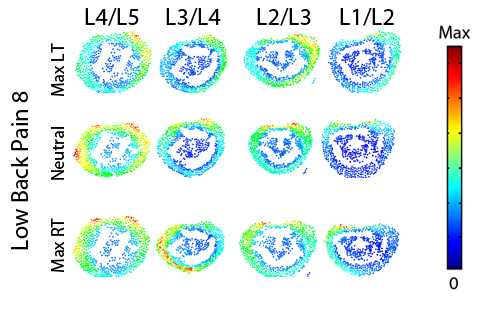 L4/L5 L3/L4 L2/L3 L1/L2
Max
Max LT
Neutral
Max RT
Low Back Pain 8
0